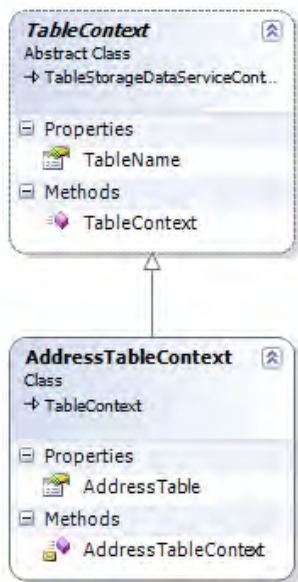 TableContext
Abstract Class
TableStorageDataServiceCont...
Properties
TableName
Methods
TableContext
AddressTableContext
Class
TableContext
Properties
AddressTable
Methods
AddressTableContext